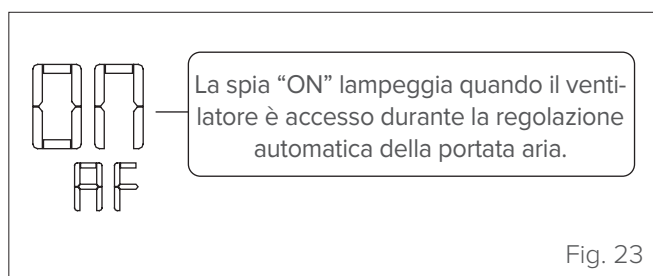 ON
AF
La spia “ON” lampeggia quando il venti-
latore è accesso durante la regolazione
automatica della portata aria.
Fig. 23